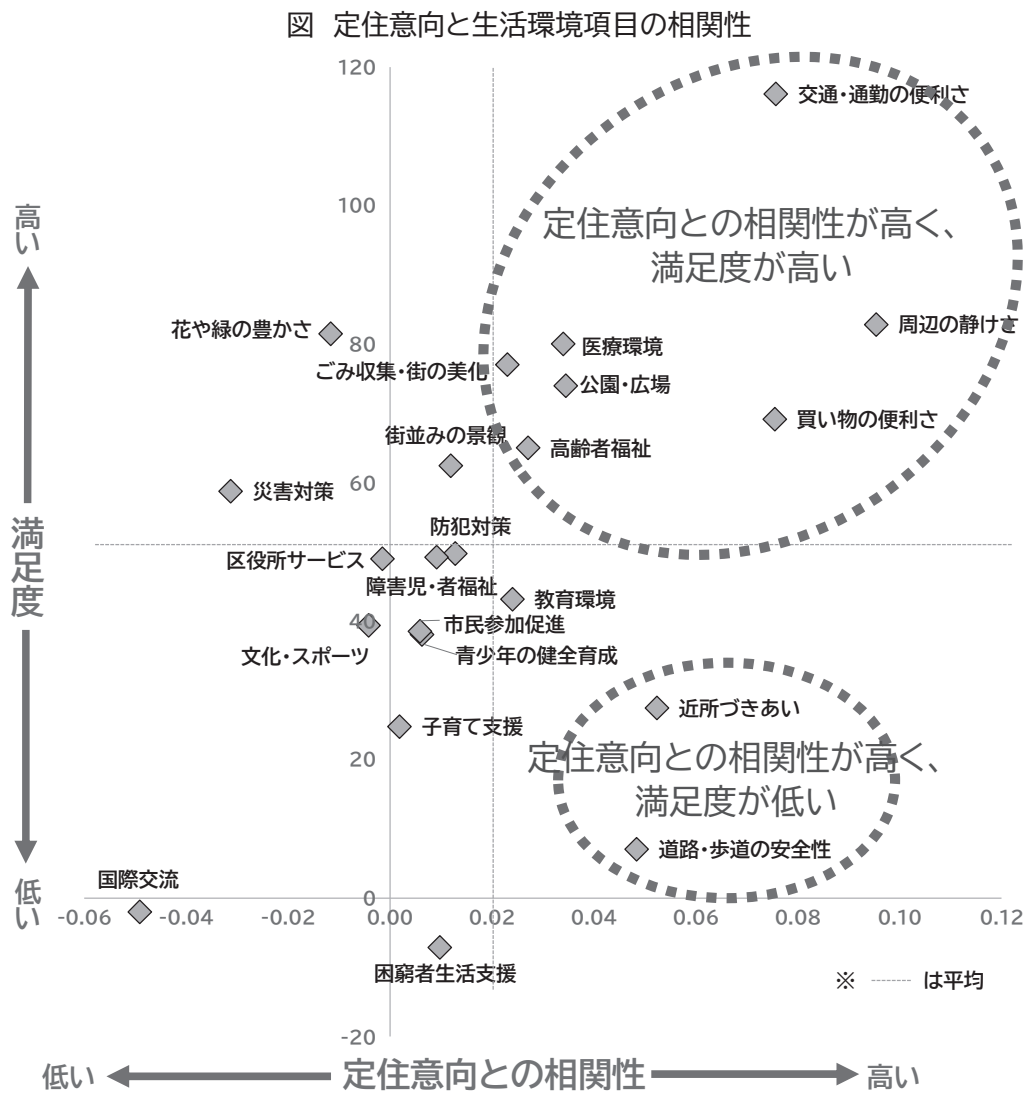 図 定住意向と生活環境項目の相関性
120
交通・通勤の便利さ
高い
100
定住意向との相関性が高く、
満足度が高い
花や緑の豊かさ
80
医療環境
周辺の静けさ
ごみ収集・街の美化
公園・広場
買い物の便利さ
街並みの景観
高齢者福祉
60
災害対策
満足度
防犯対策
区役所サービス
障害児・者福祉
教育環境
40
市民参加促進
文化・スポーツ
青少年の健全育成
近所づきあい
子育て支援
20
定住意向との相関性が高く、
満足度が低い
道路・歩道の安全性
国際交流
低い
0
-0.06 -0.04 -0.02 0.00 0.02 0.04 0.06 0.08 0.10 0.12
困窮者生活支援
※ は平均
-20
低い 定住意向との相関性 高い